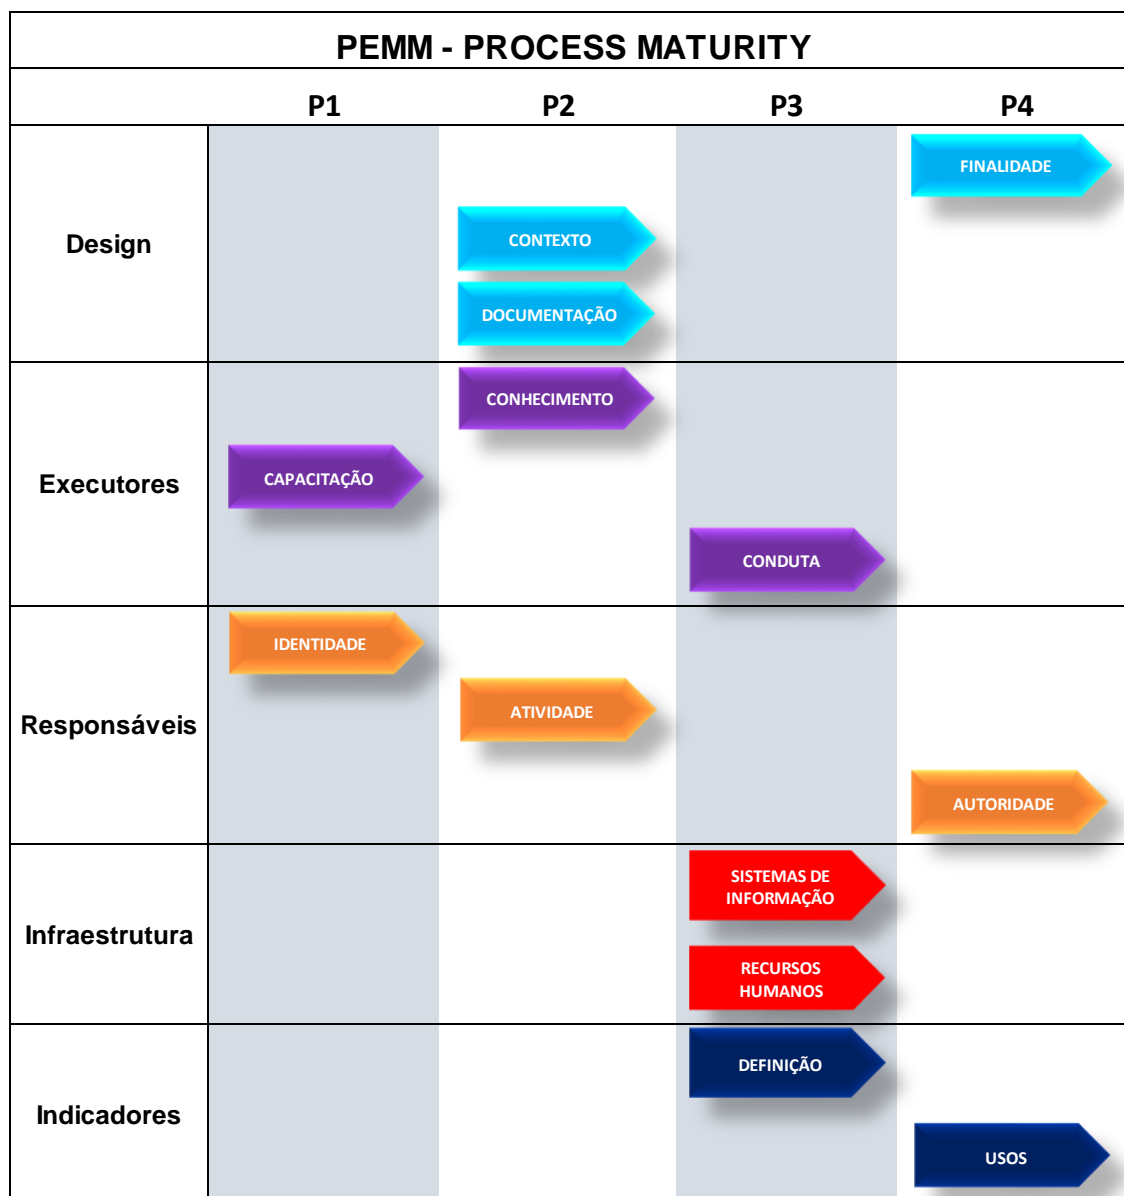 PEMM - PROCESS MATURITY
P1 P2 P3 P4
FINALIDADE
Design
CONTEXTO
DOCUMENTAÇÃO
CONHECIMENTO
Executores
CAPACITAÇÃO
CONDUTA
IDENTIDADE
Responsáveis
ATIVIDADE
AUTORIDADE
SISTEMAS DE
INFORMAÇÃO
Infraestrutura
RECURSOS
HUMANOS
DEFINIÇÃO
Indicadores
USOS